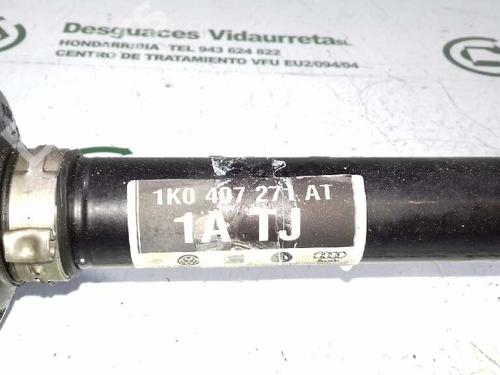 Desguaces Vidaurreta SL
HONDARRIBIA
TFNO: 943 624 822
CENTRO DE TRATAMIENTO VFU EU2/094/04
1K0 407 271 AT
1A TJ